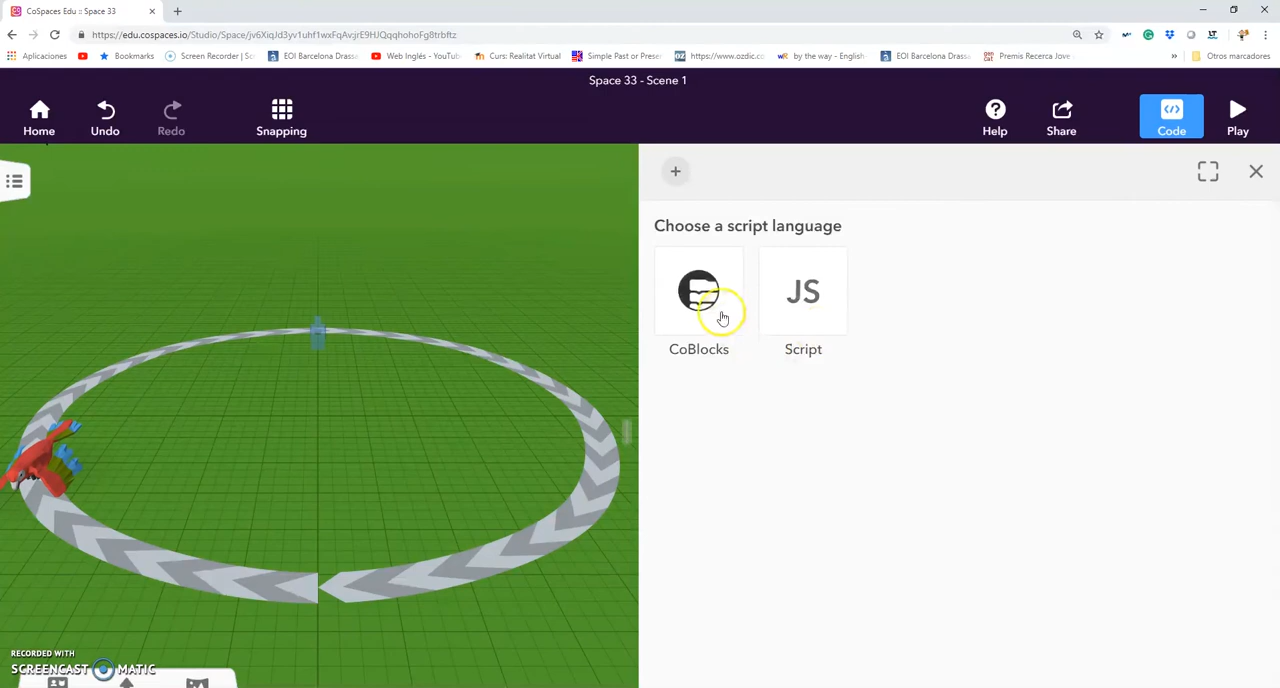 CoSpaces Edu :: Space 33
https://edu.cospaces.io/Studio/Space/jv6XiqJd3yv1uhf1wxFqAvjrE9HJQqqhohoFg8trbftz
Aplicaciones
Bookmarks
Screen Recorder | Sc
EOI Barcelona Drassa
Web Inglés – YouTub
Curs: Realitat Virtual
Simple Past or Prese
https://www.ozdic.co
by the way - English-
EOI Barcelona Drassa
Premis Recerca Jove
»
Otros marcadores
Space 33 - Scene 1
Home
Undo
Redo
Snapping
Help
Share
Code
Play
Choose a script language
JS
CoBlocks
Script
RECORDED WITH
SCREENCAST MATIC